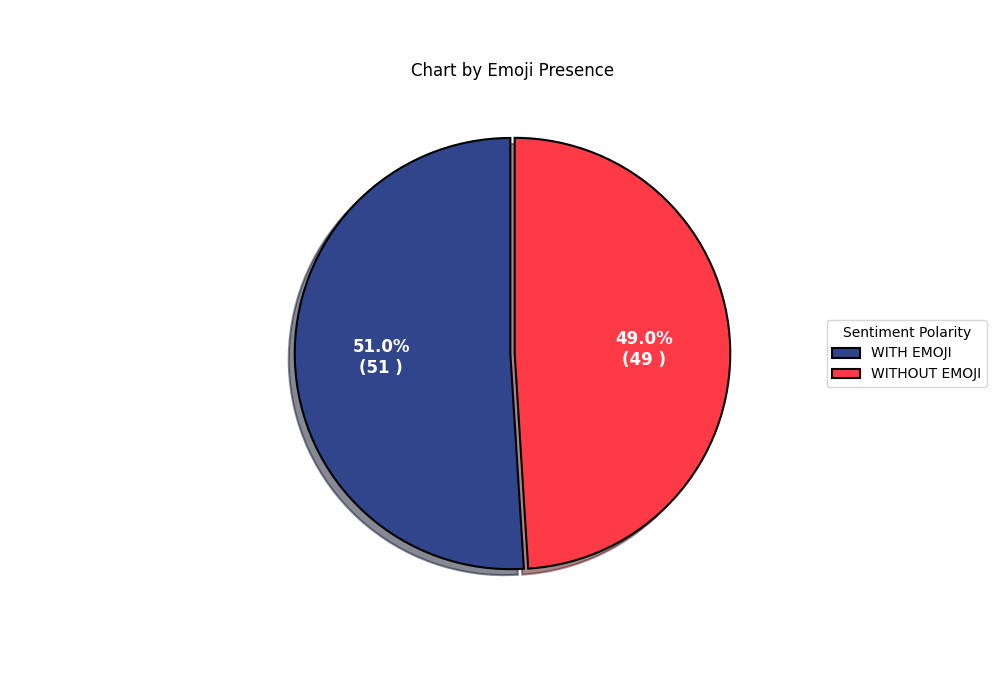 Chart by Emoji Presence
51.0%
(51 )
49.0%
(49 )
Sentiment Polarity
WITH EMOJI
WITHOUT EMOJI